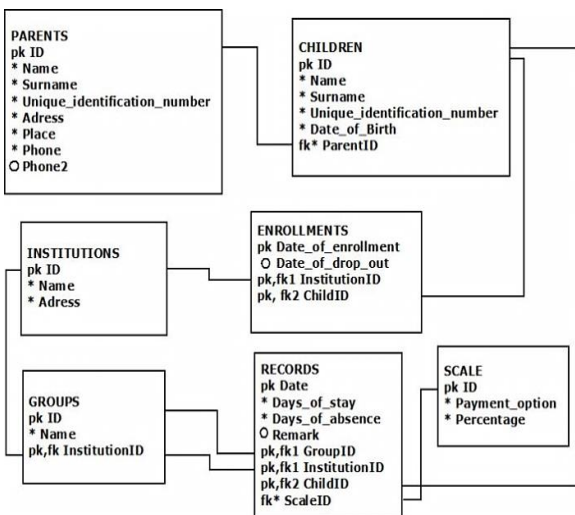 PARENTS
pk ID
* Name
* Surname
* Unique_identification_number
* Adress
* Place
* Phone
O Phone2
CHILDREN
pk ID
* Name
* Surname
* Unique_identification_number
* Date_of_Birth
fk* ParentID
INSTITUTIONS
pk ID
* Name
* Adress
ENROLLMENTS
pk Date_of_enrollment
O Date_of_drop_out
pk,fk1 InstitutionID
pk, fk2 ChildID
GROUPS
pk ID
* Name
pk,fk InstitutionID
RECORDS
pk Date
* Days_of_stay
* Days_of_absence
O Remark
pk,fk1 GroupID
pk,fk1 InstitutionID
pk,fk2 ChildID
fk* ScaleID
SCALE
pk ID
* Payment_option
* Percentage